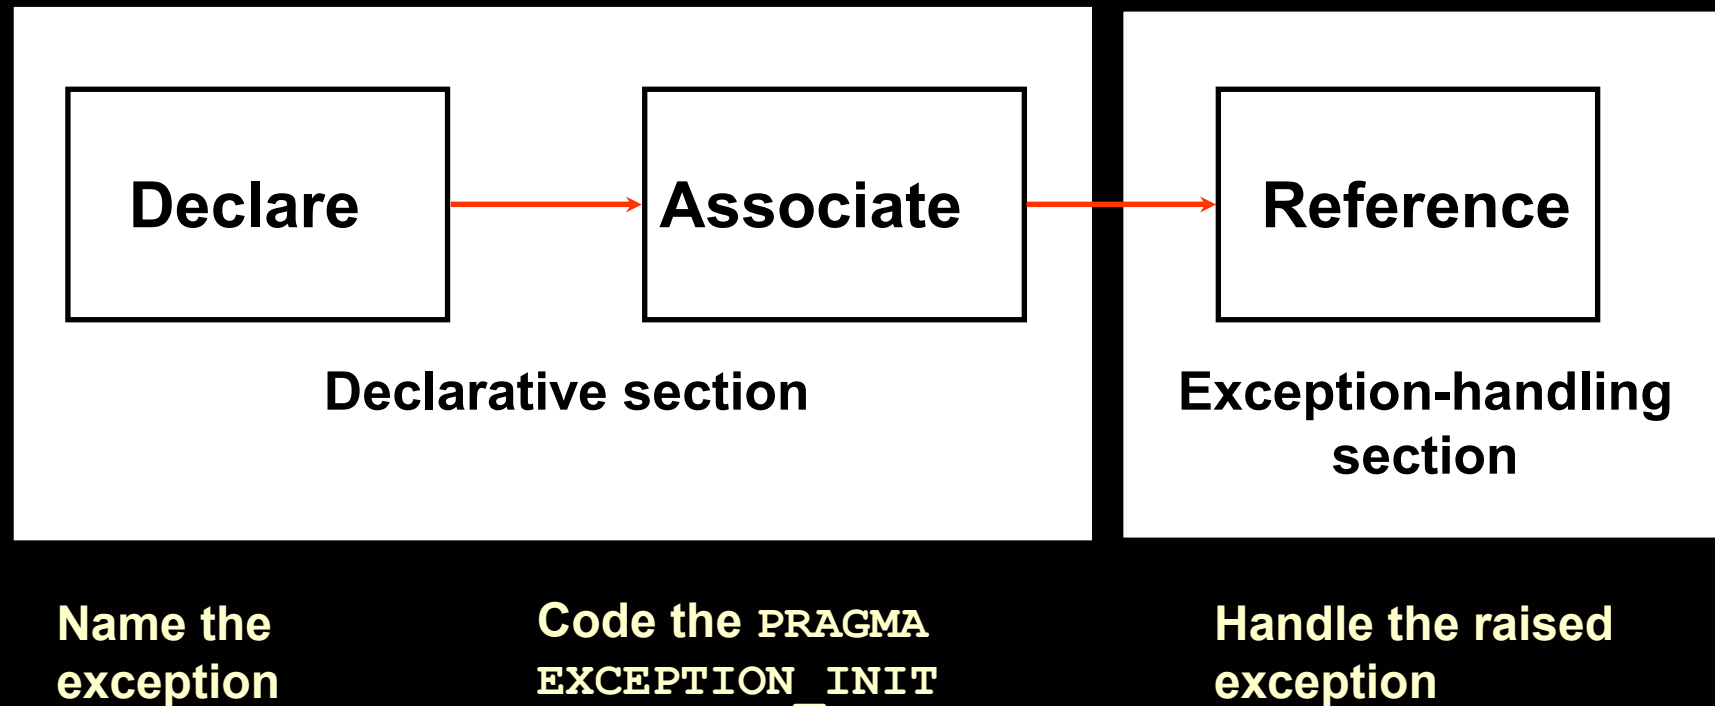 Declare
Associate
Reference
Declarative section
Exception-handling
section
Name the
exception
Code the PRAGMA
EXCEPTION_INIT
Handle the raised
exception